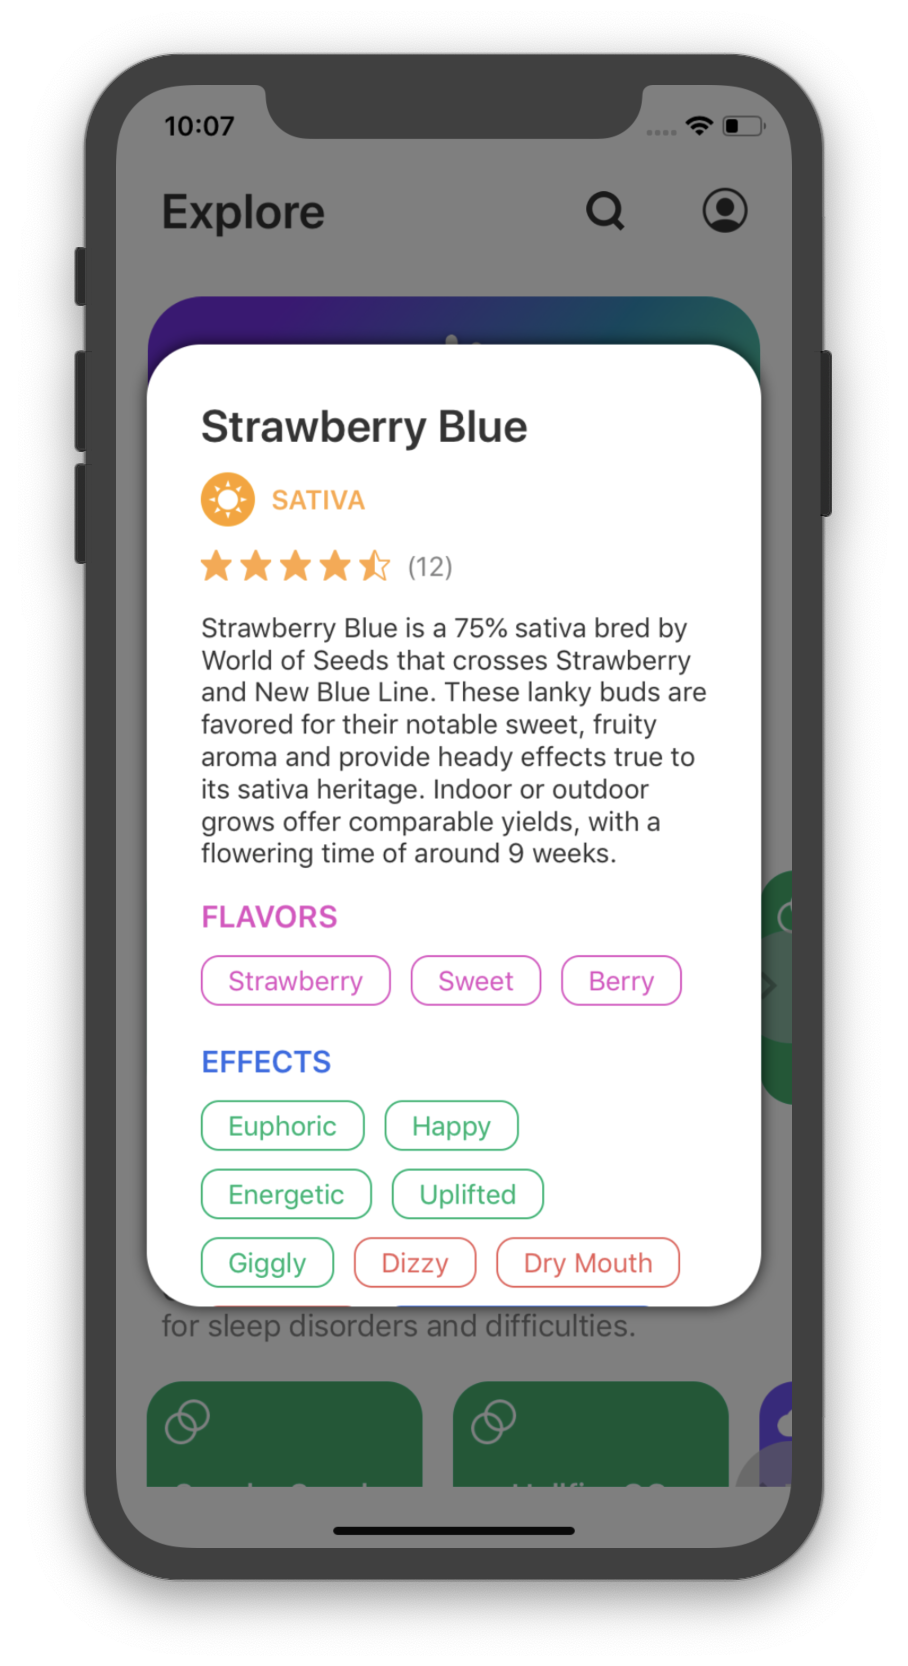 10:07
Explore
Strawberry Blue
SATIVA
(12)
Strawberry Blue is a 75% sativa bred by
World of Seeds that crosses Strawberry
and New Blue Line. These lanky buds are
favored for their notable sweet, fruity
aroma and provide heady effects true to
its sativa heritage. Indoor or outdoor
grows offer comparable yields, with a
flowering time of around 9 weeks.
FLAVORS
Strawberry Sweet Berry
EFFECTS
Euphoric Happy
Energetic Uplifted
Giggly Dizzy Dry Mouth
for sleep disorders and difficulties.